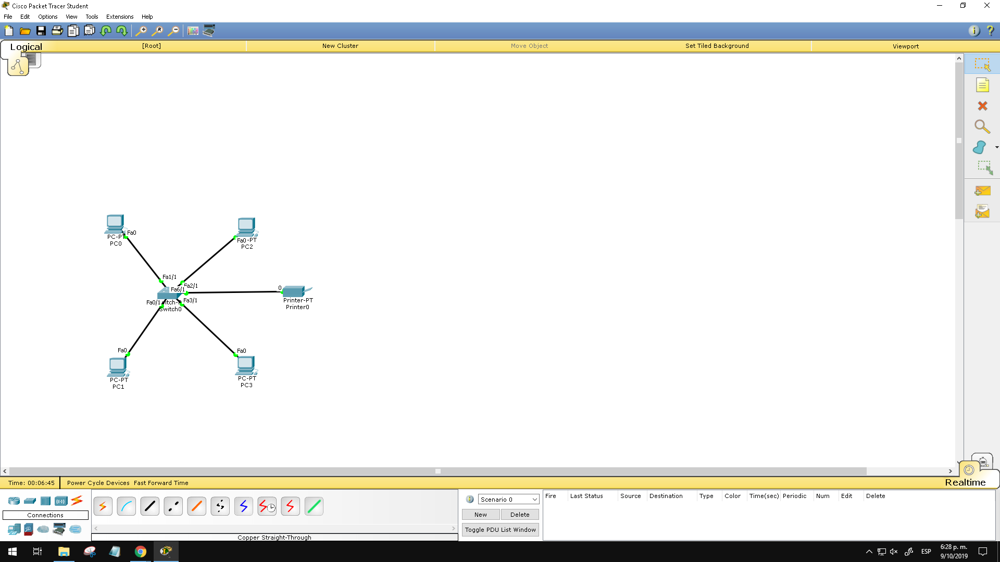 Cisco Packet Tracer Student
File Edit Options View Tools Extensions Help
Logical [Root] New Cluster Move Object Set Tiled Background Viewport
Fa0
PC-PT
PC0
Fa0 -PT
PC2
Fa1/1
Fa2/1
Fa6/1
0
Fa3/1
Fa0/1
Switch0
Printer-PT
Printer0
Fa0
PC-PT
PC1
Fa0
PC-PT
PC3
Time: 00:06:45 Power Cycle Devices Fast Forward Time Realtime
Connections
Copper Straight-Through
Scenario 0
New Delete
Toggle PDU List Window
Fire Last Status Source Destination Type Color Time(sec) Periodic Num Edit Delete
ESP
6:28 p. m.
9/10/2019